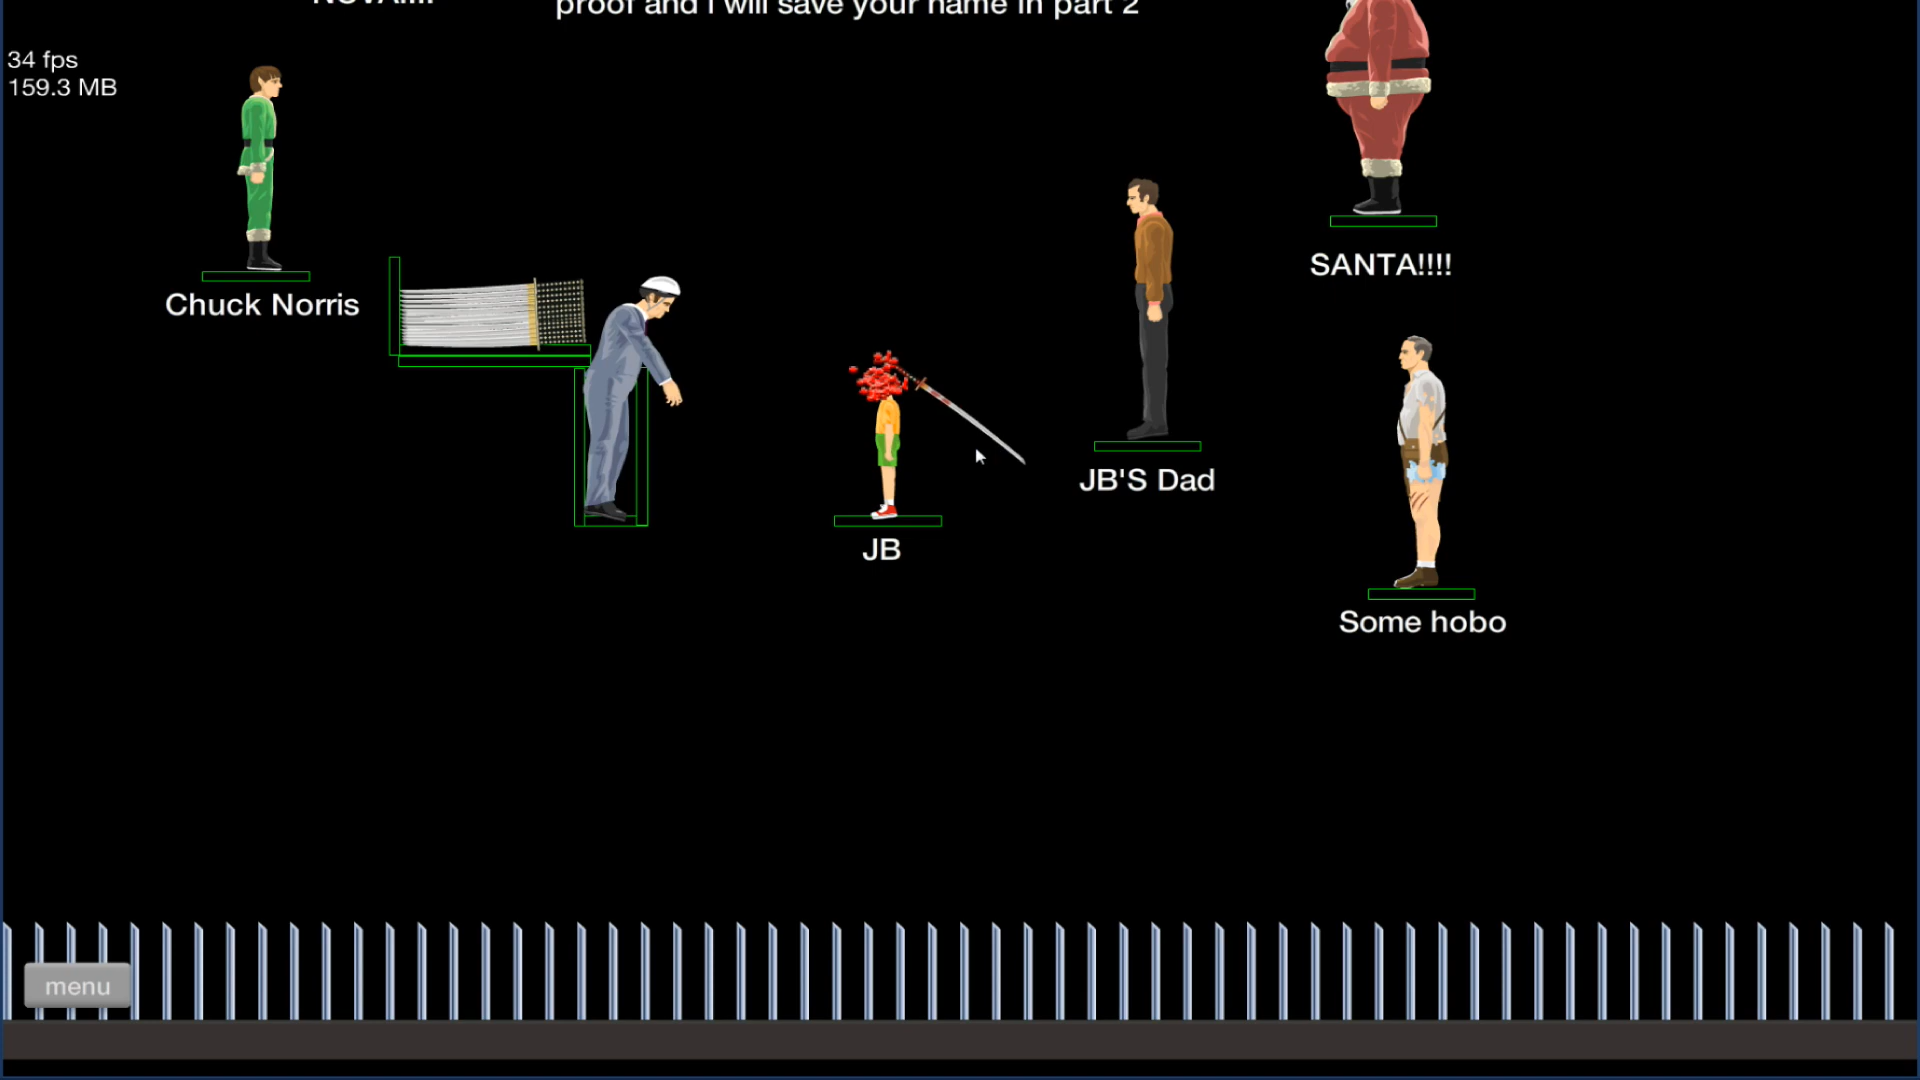 proof and I will save your name in part 2
34 fps
159.3 MB
SANTA!!!!
Chuck Norris
JB'S Dad
JB
Some hobo
menu